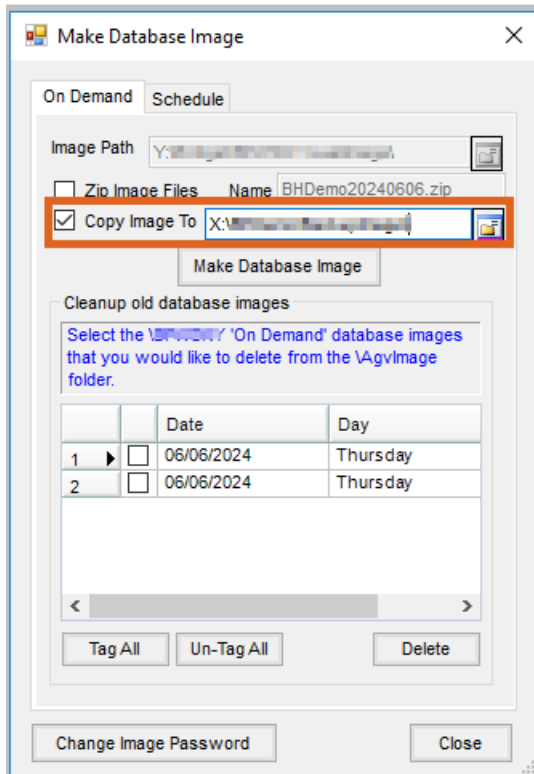 Make Database Image
On Demand Schedule
Image Path Y:\
Zip Image Files Name BHDemo20240606.zip
Copy Image To X:\
Make Database Image
Cleanup old database images
Select the \ 'On Demand' database images
that you would like to delete from the \AgvImage
folder.
Date Day
1 06/06/2024 Thursday
2 06/06/2024 Thursday
Tag All Un-Tag All Delete
Change Image Password Close